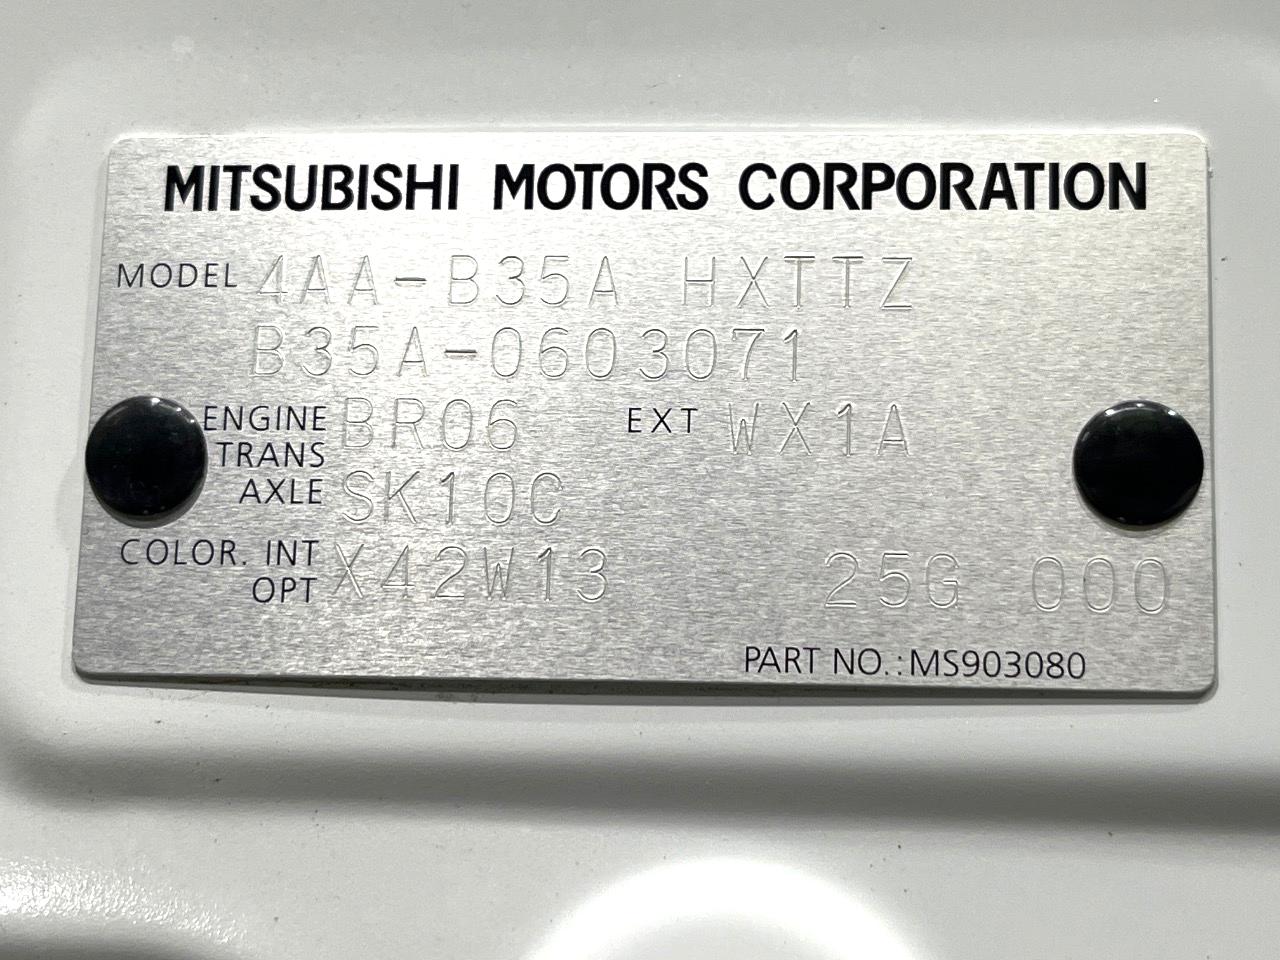 MITSUBISHI MOTORS CORPORATION
MODEL 4AA-B35A HXTTZ
B35A-0603071
ENGINE BR06 EXT WX1A
TRANS
AXLE SK10C
COLOR. INT X42W13 25G 000
OPT
PART NO.:MS903080